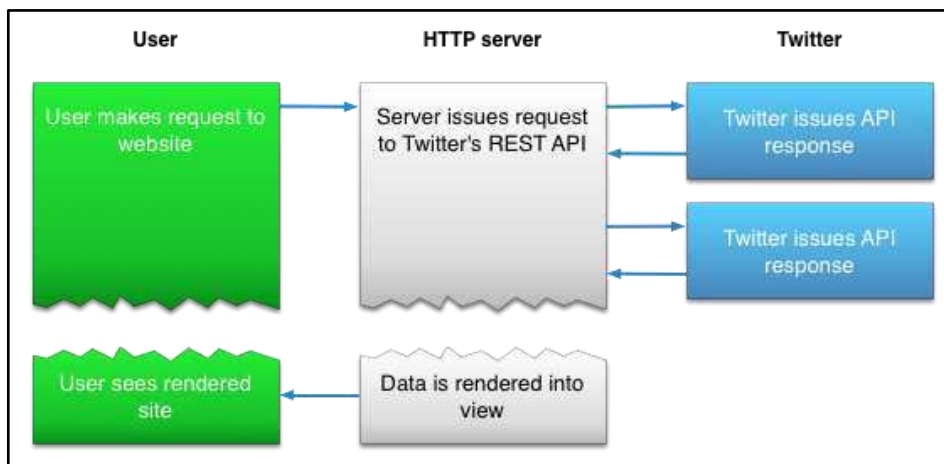 User
HTTP server
Twitter
User makes request to
website
Server issues request
to Twitter's REST API
Twitter issues API
response
Twitter issues API
response
User sees rendered
site
Data is rendered into
view